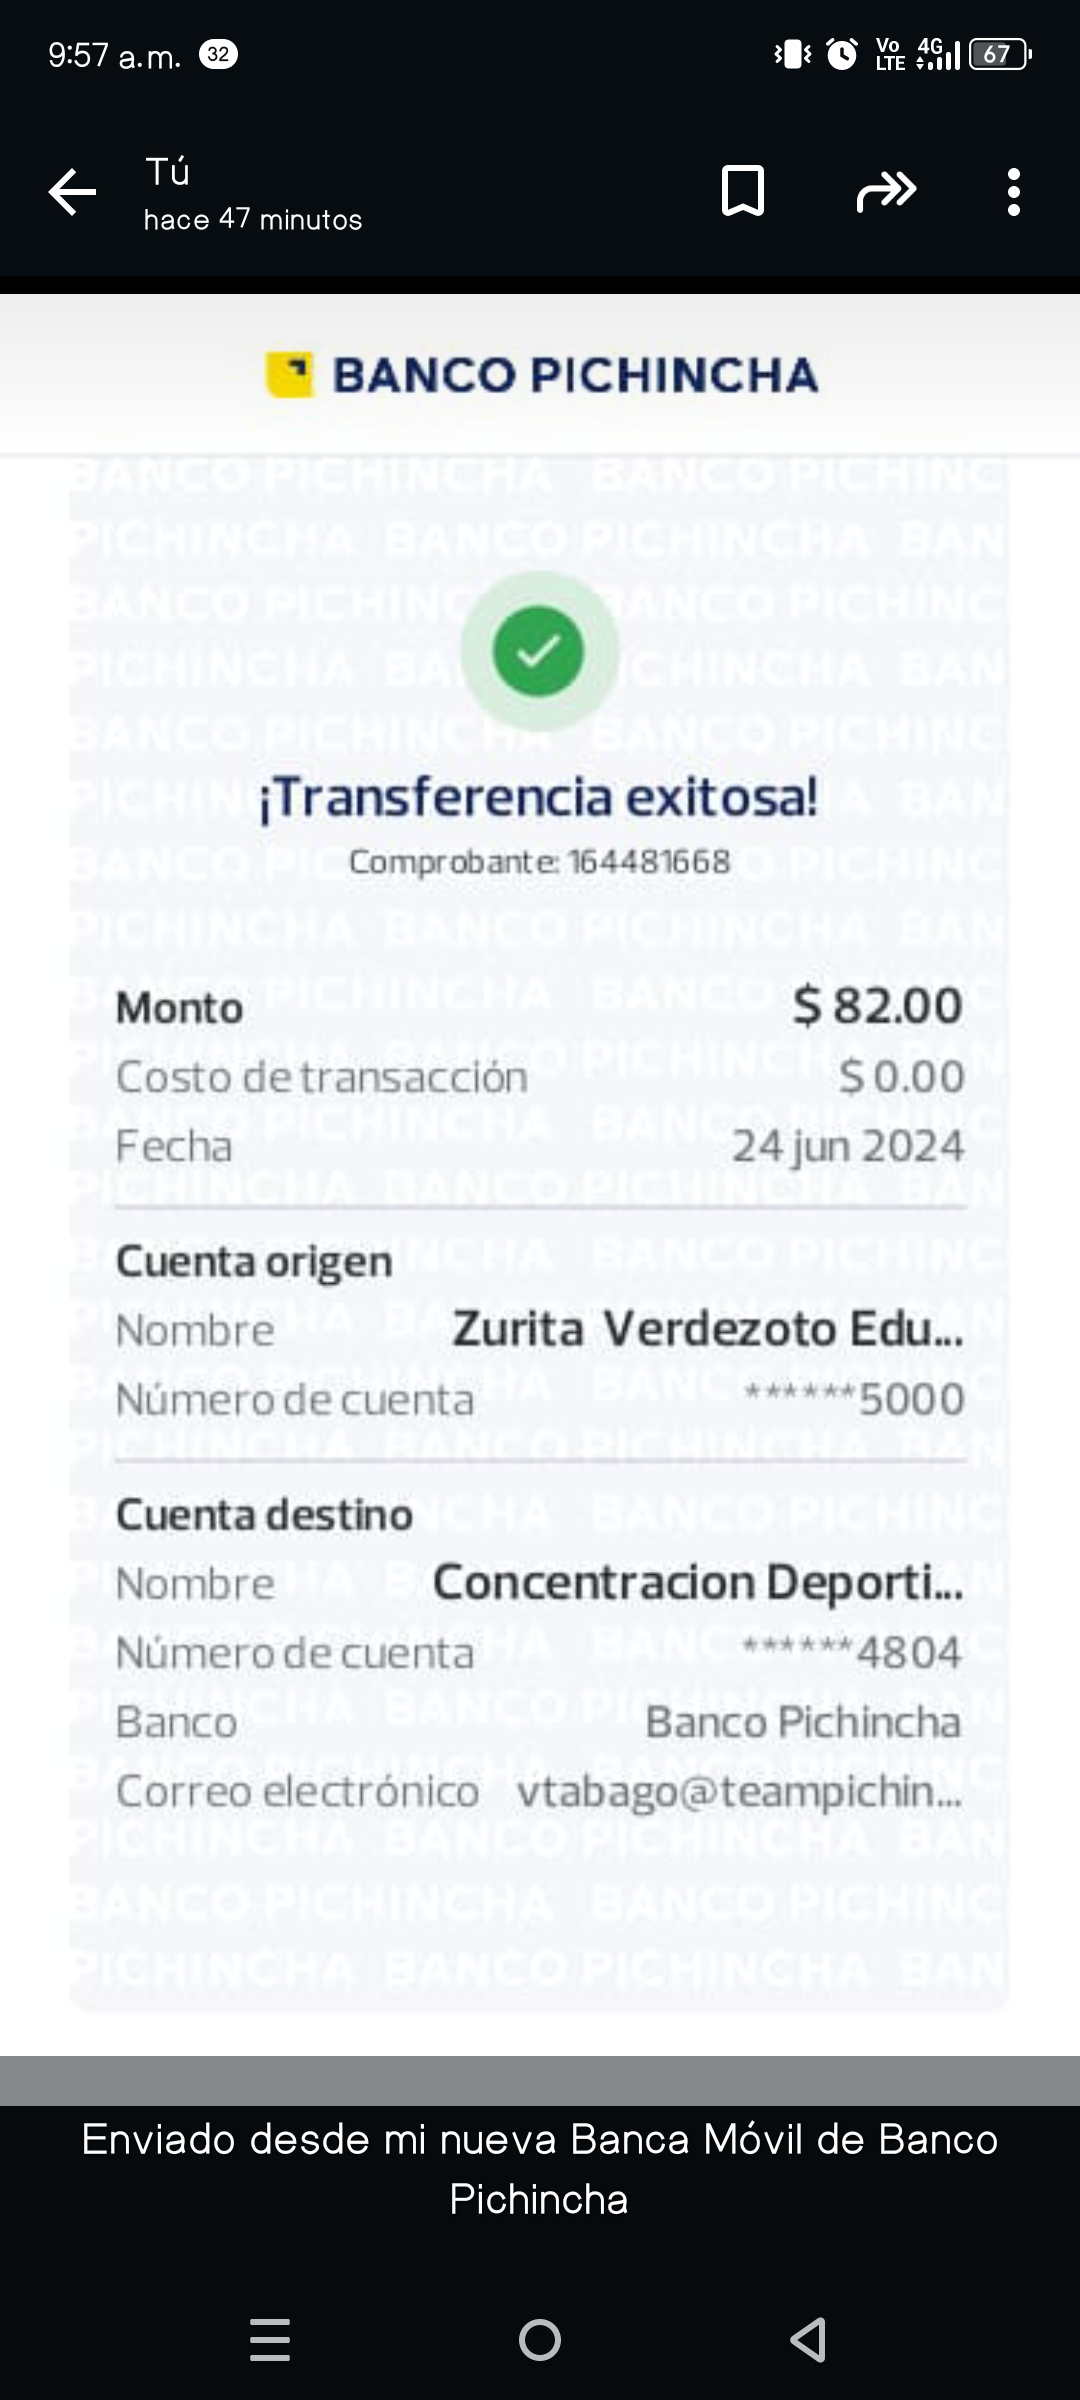 9:57 a.m. 32 Vo LTE 4G 67
Tú
hace 47 minutos
BANCO PICHINCHA
¡Transferencia exitosa!
Comprobante: 164481668
Monto $ 82.00
Costo de transacción $ 0.00
Fecha 24 jun 2024
Cuenta origen
Nombre Zurita Verdezoto Edu...
Número de cuenta ******5000
Cuenta destino
Nombre Concentracion Deporti...
Número de cuenta ******4804
Banco Banco Pichincha
Correo electrónico vtabago@teampichin...
Enviado desde mi nueva Banca Móvil de Banco
Pichincha